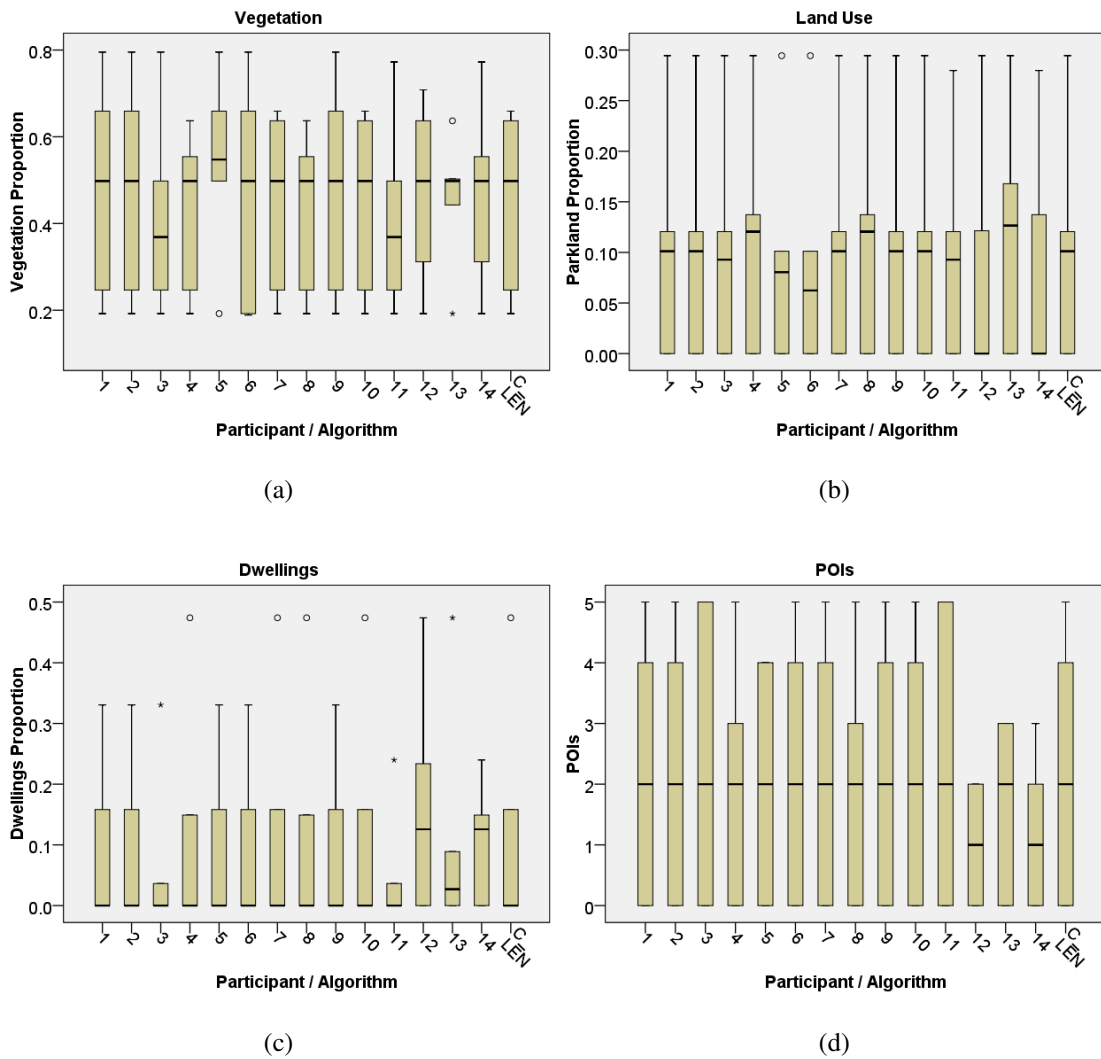 Vegetation
Vegetation Proportion
0.8
0.6
0.4
0.2
1 2 3 4 5 6 7 8 9 10 11 12 13 14 C_LEN
Participant / Algorithm
(a)
Land Use
Parkland Proportion
0.30
0.25
0.20
0.15
0.10
0.05
0.00
1 2 3 4 5 6 7 8 9 10 11 12 13 14 C_LEN
Participant / Algorithm
(b)
Dwellings
Dwellings Proportion
0.5
0.4
0.3
0.2
0.1
0.0
1 2 3 4 5 6 7 8 9 10 11 12 13 14 C_LEN
Participant / Algorithm
(c)
POIs
POIs
5
4
3
2
1
0
1 2 3 4 5 6 7 8 9 10 11 12 13 14 C_LEN
Participant / Algorithm
(d)